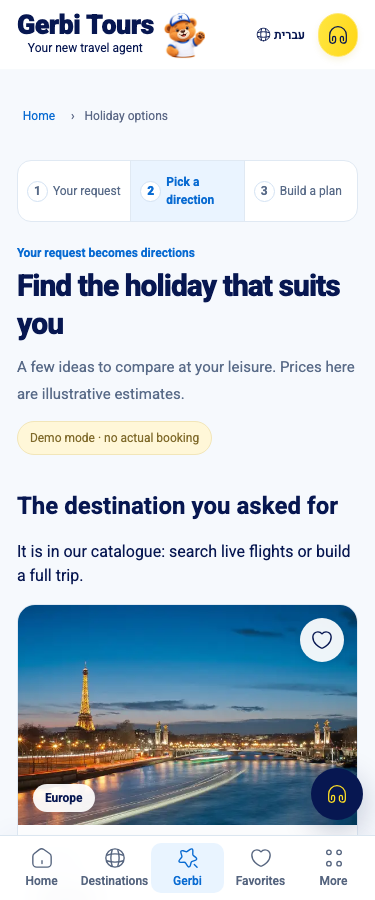 Gerbi Tours
Your new travel agent
עברית
Home › Holiday options
1 Your request
2 Pick a direction
3 Build a plan
Your request becomes directions
Find the holiday that suits
you
A few ideas to compare at your leisure. Prices here
are illustrative estimates.
Demo mode · no actual booking
The destination you asked for
It is in our catalogue: search live flights or build
a full trip.
Europe
Home
Destinations
Gerbi
Favorites
More